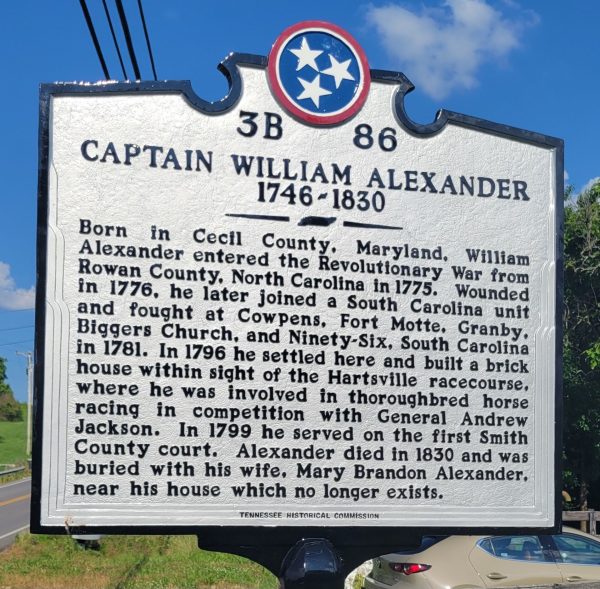 3B 86
CAPTAIN WILLIAM ALEXANDER
1746-1830
Born in Cecil County, Maryland, William
Alexander entered the Revolutionary War from
Rowan County, North Carolina in 1775. Wounded
in 1776, he later joined a South Carolina unit
and fought at Cowpens, Fort Motte, Granby,
Biggers Church, and Ninety-Six, South Carolina
in 1781. In 1796 he settled here and built a brick
house within sight of the Hartsville racecourse,
where he was involved in thoroughbred horse
racing in competition with General Andrew
Jackson. In 1799 he served on the first Smith
County court. Alexander died in 1830 and was
buried with his wife, Mary Brandon Alexander,
near his house which no longer exists.
TENNESSEE HISTORICAL COMMISSION